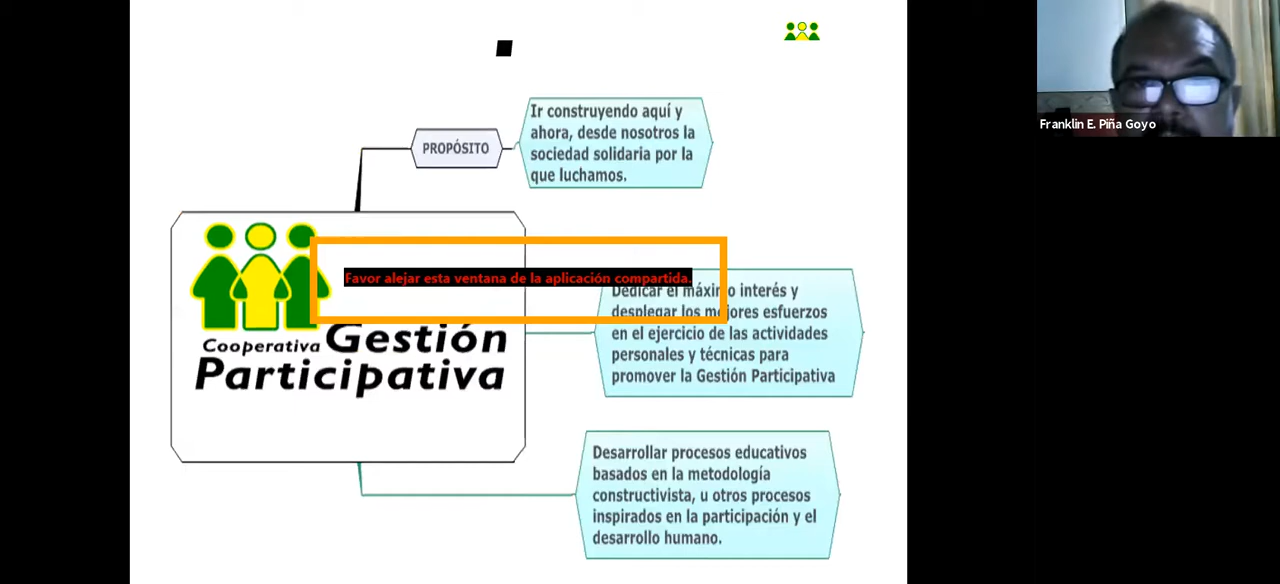 Franklin E. Piña Goyo
PROPÓSITO
Ir construyendo aquí y
ahora, desde nosotros la
sociedad solidaria por la
que luchamos.
Favor alejar esta ventana de la aplicación compartida.
Cooperativa Gestión
Participativa
Dedicar el máximo interés y
desplegar los mejores esfuerzos
en el ejercicio de las actividades
personales y técnicas para
promover la Gestión Participativa
Desarrollar procesos educativos
basados en la metodología
constructivista, u otros procesos
inspirados en la participación y el
desarrollo humano.